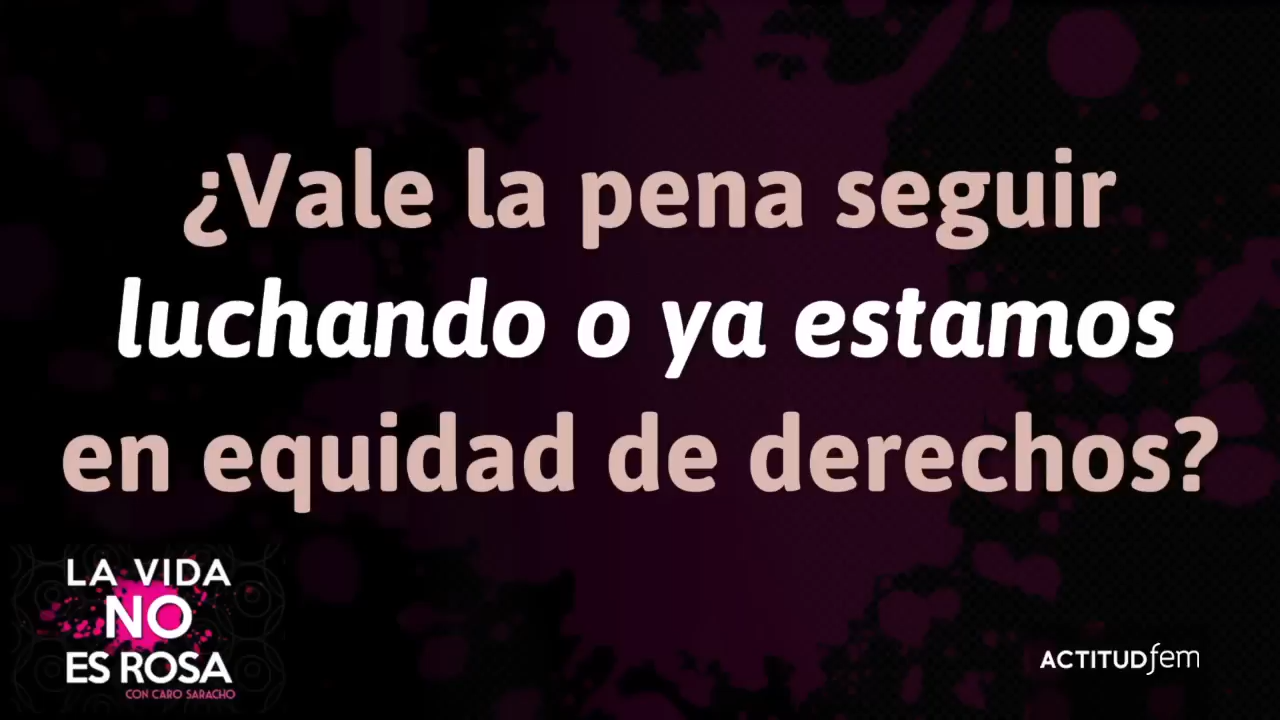 ¿Vale la pena seguir
luchando o ya estamos
en equidad de derechos?
LA VIDA
NO
ES ROSA
CON CARO SARACHO
ACTITUDfem